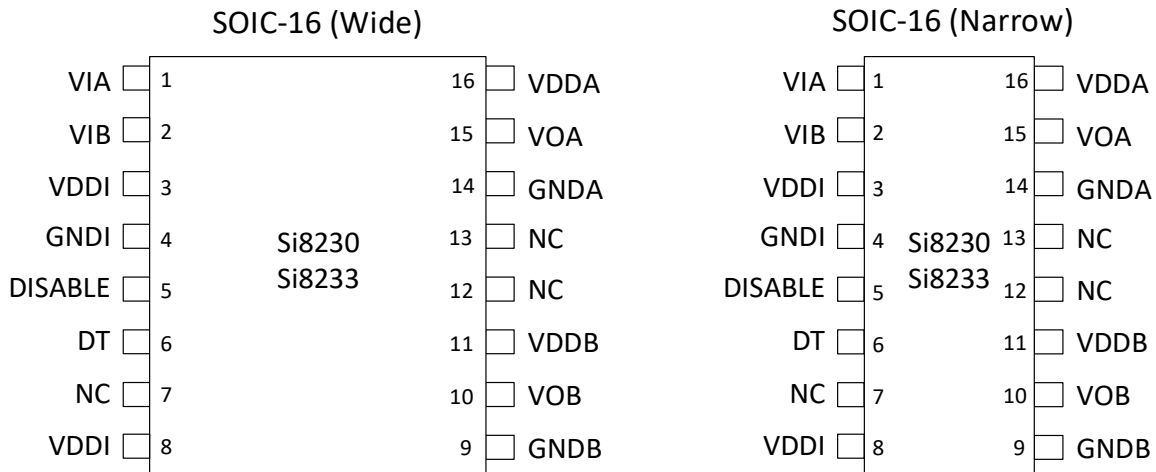 SOIC-16 (Wide)
VIA 1 16 VDDA
VIB 2 15 VOA
VDDI 3 14 GNDA
GNDI 4 13 NC
DISABLE 5 12 NC
DT 6 11 VDDB
NC 7 10 VOB
VDDI 8 9 GNDB
Si8230
Si8233
SOIC-16 (Narrow)
VIA 1 16 VDDA
VIB 2 15 VOA
VDDI 3 14 GNDA
GNDI 4 13 NC
DISABLE 5 12 NC
DT 6 11 VDDB
NC 7 10 VOB
VDDI 8 9 GNDB
Si8230
Si8233